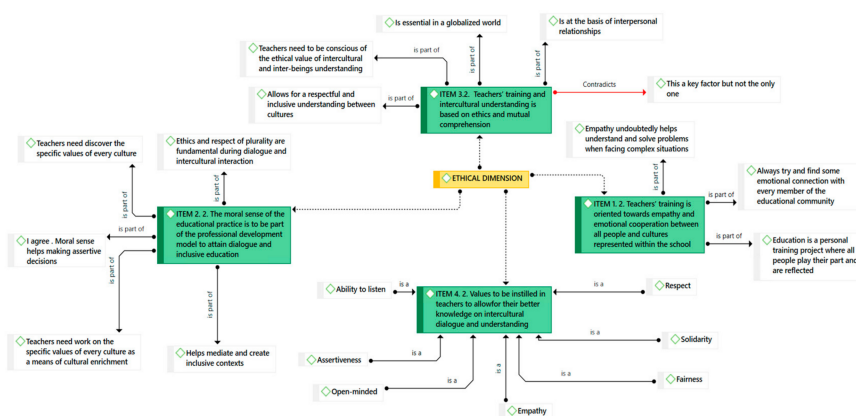 Is essential in a globalized world
Is at the basis of interpersonal
relationships
Teachers need to be conscious of
the ethical value of intercultural
and inter-beings understanding
is part of
is part of
is part of
Contradicts
This a key factor but not the only
one
Allows for a respectful and
inclusive understanding between
cultures
is part of
ITEM 3.2. Teachers' training and
intercultural understanding is
based on ethics and mutual
comprehension
Teachers need discover the
specific values of every culture
Ethics and respect of plurality are
fundamental during dialogue and
intercultural interaction
Empathy undoubtedly helps
understand and solve problems
when facing complex situations
ETHICAL DIMENSION
is part of
is part of
is part of
Always try and find some
emotional connection with
every member of the
educational community
is part of
ITEM 2. 2. The moral sense of the
educational practice is to be part
of the professional development
model to attain dialogue and
inclusive education
ITEM 1. 2. Teachers' training is
oriented towards empathy and
emotional cooperation between
all people and cultures
represented within the school
I agree . Moral sense
helps making assertive
decisions
is part of
is part of
is part of
is part of
Education is a personal
training project where all
people play their part and
are reflected
Ability to listen
is a
ITEM 4. 2. Values to be instilled in
teachers to allowfor their better
knowledge on intercultural
dialogue and understanding
is a
Respect
Teachers need work on the
specific values of every culture as
a means of cultural enrichment
Helps mediate and create
inclusive contexts
Assertiveness
is a
is a
Solidarity
Open-minded
is a
is a
is a
Fairness
Empathy